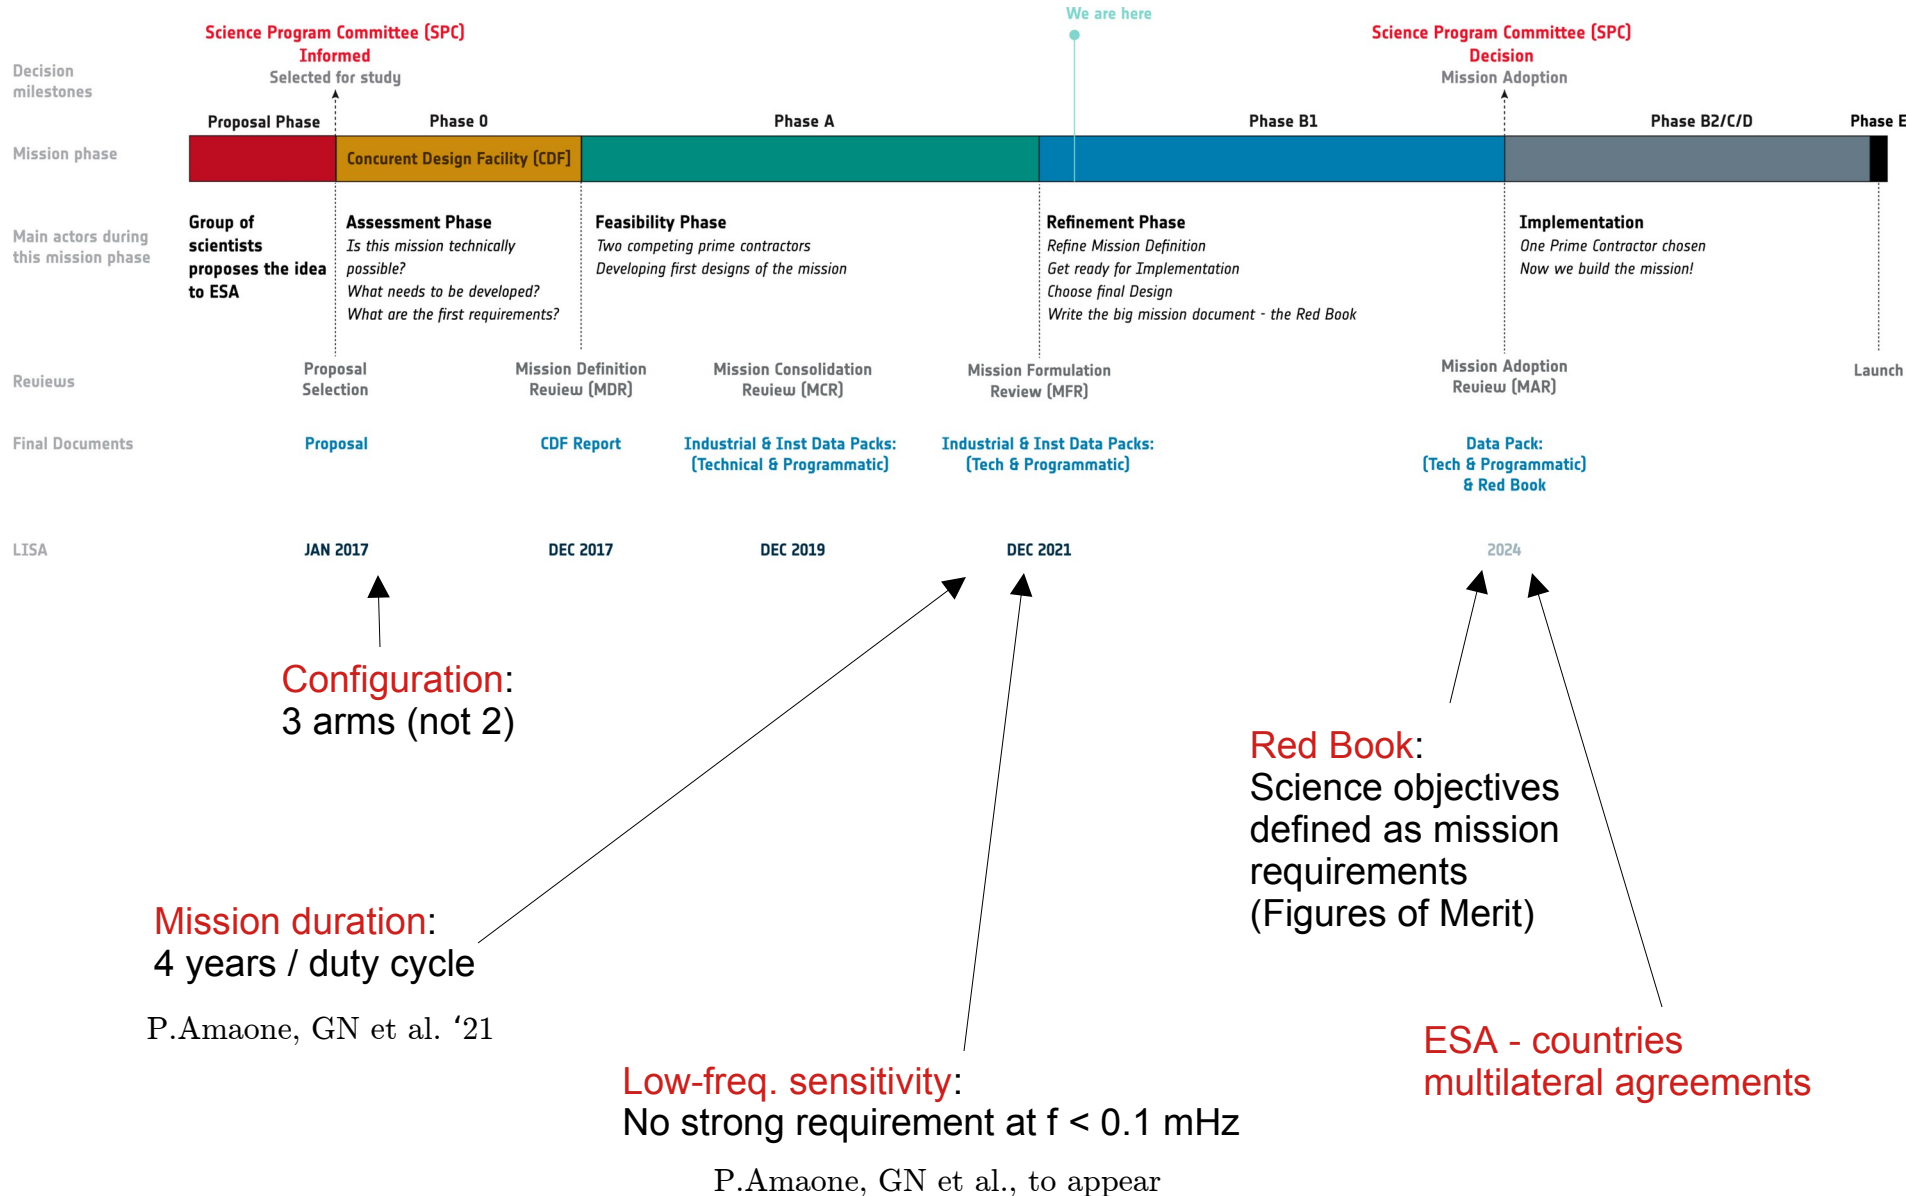 We are here
Science Program Committee (SPC)
Informed
Selected for study
Science Program Committee (SPC)
Decision
Mission Adoption
Decision
milestones
Proposal Phase
Phase 0
Phase A
Phase B1
Phase B2/C/D
Phase E
Mission phase
Concurent Design Facility (CDF)
Main actors during
this mission phase
Group of
scientists
proposes the idea
to ESA
Assessment Phase
Is this mission technically
possible?
What needs to be developed?
What are the first requirements?
Feasibility Phase
Two competing prime contractors
Developing first designs of the mission
Refinement Phase
Refine Mission Definition
Get ready for Implementation
Choose final Design
Write the big mission document - the Red Book
Implementation
One Prime Contractor chosen
Now we build the mission!
Reviews
Proposal
Selection
Mission Definition
Review (MDR)
Mission Consolidation
Review (MCR)
Mission Formulation
Review (MFR)
Mission Adoption
Review (MAR)
Launch
Final Documents
Proposal
CDF Report
Industrial & Inst Data Packs:
(Technical & Programmatic)
Industrial & Inst Data Packs:
(Tech & Programmatic)
Data Pack:
(Tech & Programmatic)
& Red Book
LISA
JAN 2017
DEC 2017
DEC 2019
DEC 2021
2024
Configuration:
3 arms (not 2)
Red Book:
Science objectives
defined as mission
requirements
(Figures of Merit)
Mission duration:
4 years / duty cycle
P.Amaone, GN et al. ‘21
ESA - countries
multilateral agreements
Low-freq. sensitivity:
No strong requirement at f < 0.1 mHz
P.Amaone, GN et al., to appear